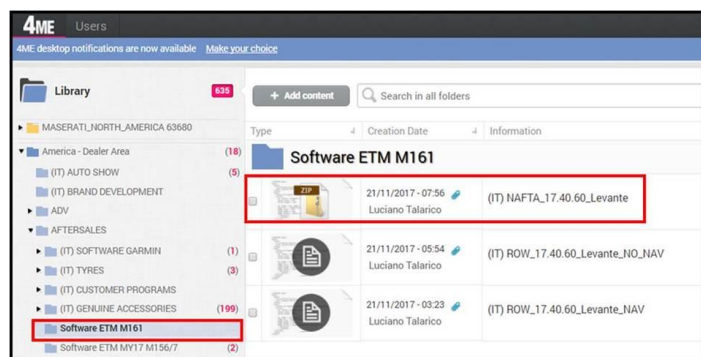 4ME Users
4ME desktop notifications are now available Make your choice
Library 635
+ Add content
Search in all folders
MASERATI_NORTH_AMERICA 63680
Type Creation Date Information
America - Dealer Area (18)
Software ETM M161
(IT) AUTO SHOW (5)
(IT) BRAND DEVELOPMENT
ADV
AFTERSALES
(IT) SOFTWARE GARMIN (1)
(IT) TYRES (3)
(IT) CUSTOMER PROGRAMS
(IT) GENUINE ACCESSORIES (199)
Software ETM M161
Software ETM MY17 M156/7 (2)
ZIP
21/11/2017 - 07:56
Luciano Talarico
(IT) NAFTA_17.40.60_Levante
21/11/2017 - 05:54
Luciano Talarico
(IT) ROW_17.40.60_Levante_NO_NAV
21/11/2017 - 03:23
Luciano Talarico
(IT) ROW_17.40.60_Levante_NAV